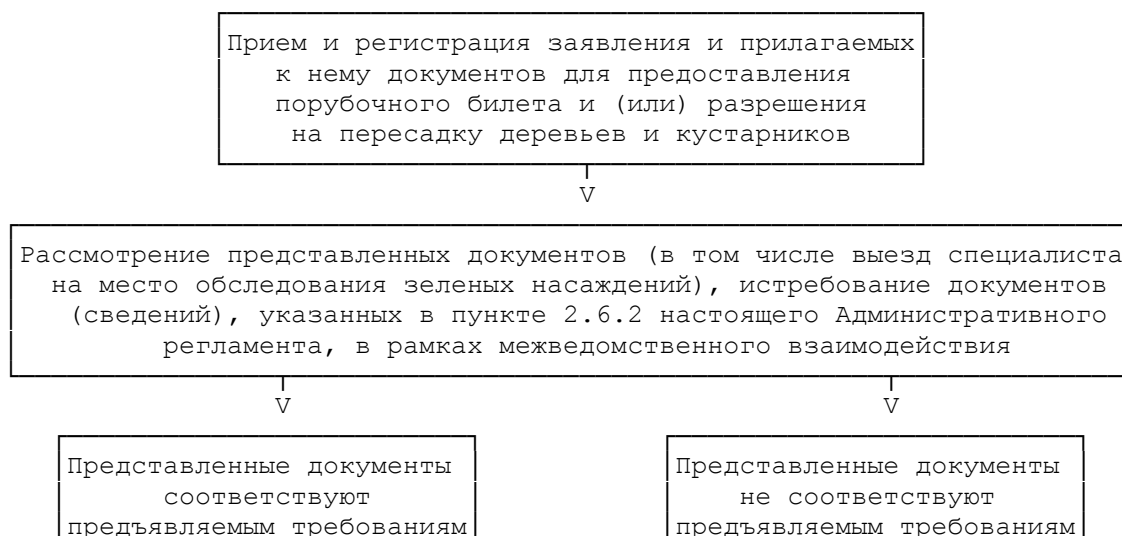 Прием и регистрация заявления и прилагаемых
к нему документов для предоставления
порубочного билета и (или) разрешения
на пересадку деревьев и кустарников
V
Рассмотрение представленных документов (в том числе выезд специалиста
на место обследования зеленых насаждений), истребование документов
(сведений), указанных в пункте 2.6.2 настоящего Административного
регламента, в рамках межведомственного взаимодействия
V V
Представленные документы
соответствуют
предъявляемым требованиям
Представленные документы
не соответствуют
предъявляемым требованиям